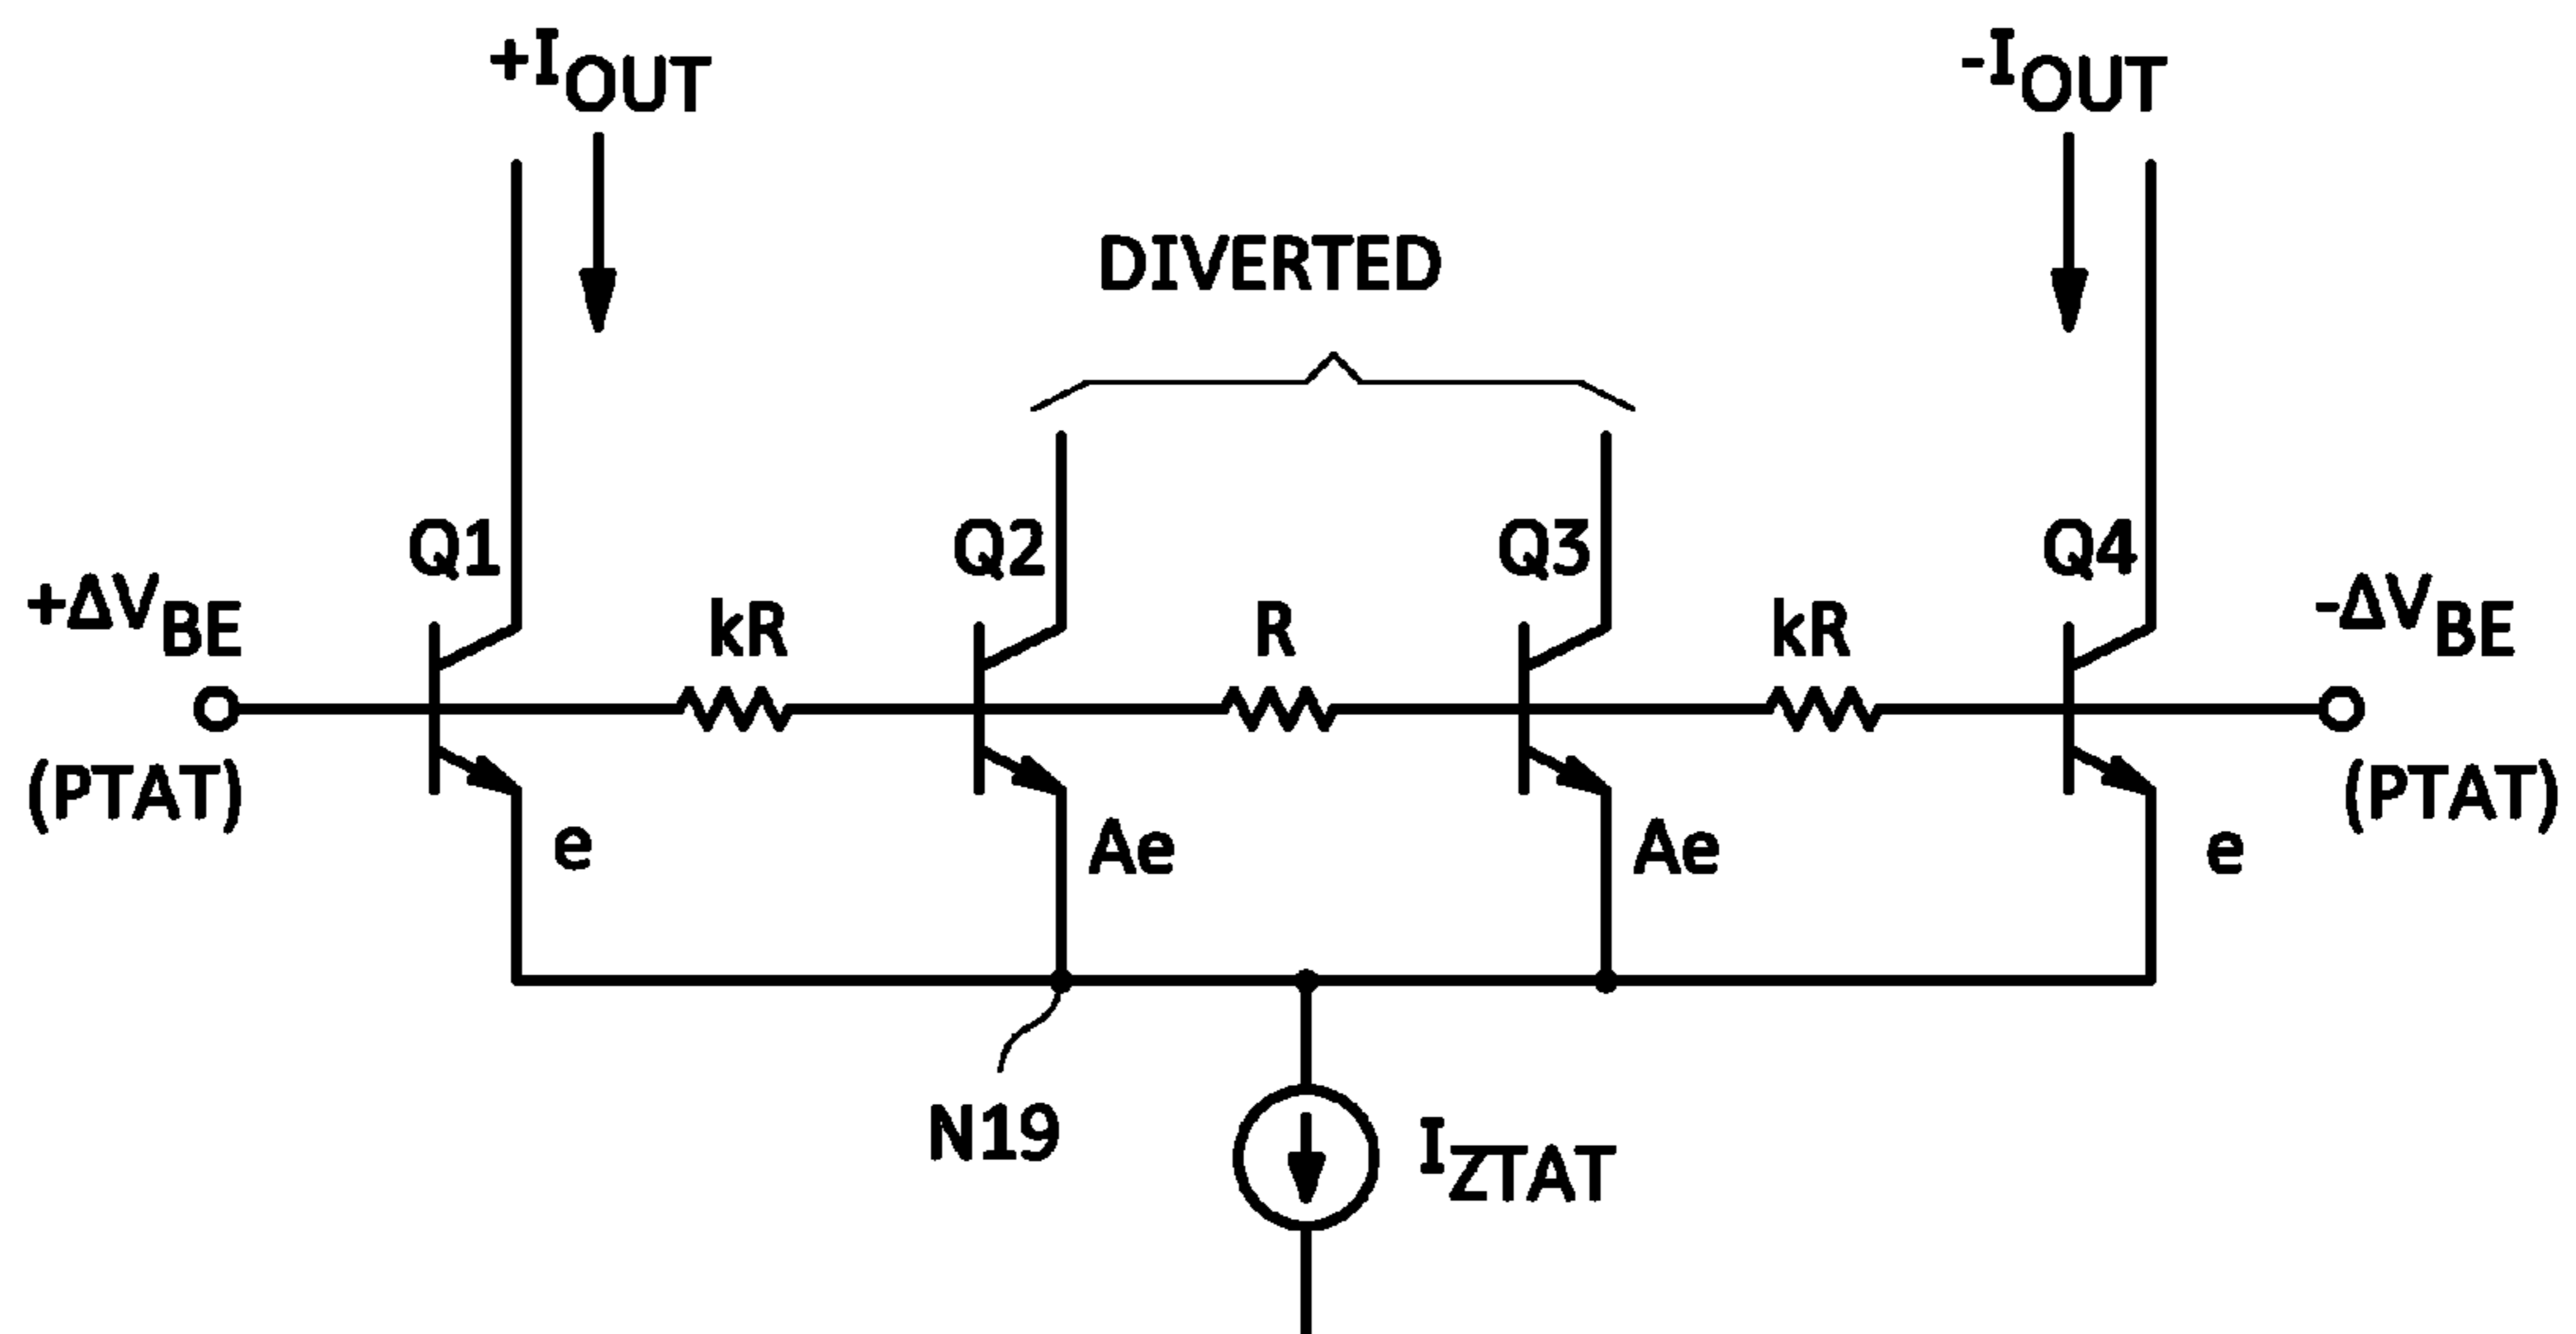 +IOUT
-IOUT
DIVERTED
Q1
Q2
Q3
Q4
+ΔVBE
kR
R
kR
-ΔVBE
(PTAT)
(PTAT)
e
Ae
Ae
e
N19
IZTAT